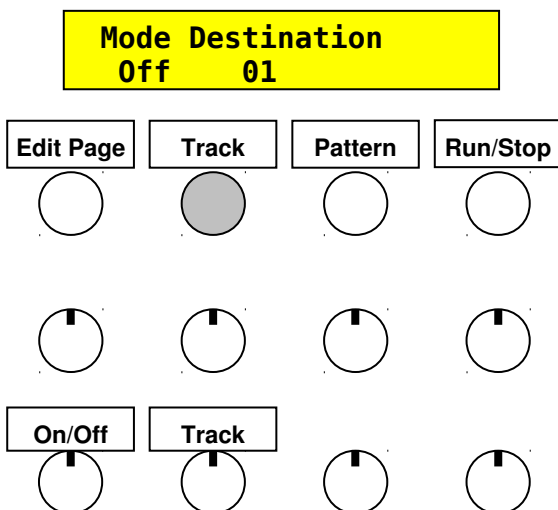 Mode Destination
Off 01
Edit Page Track Pattern Run/Stop
On/Off Track